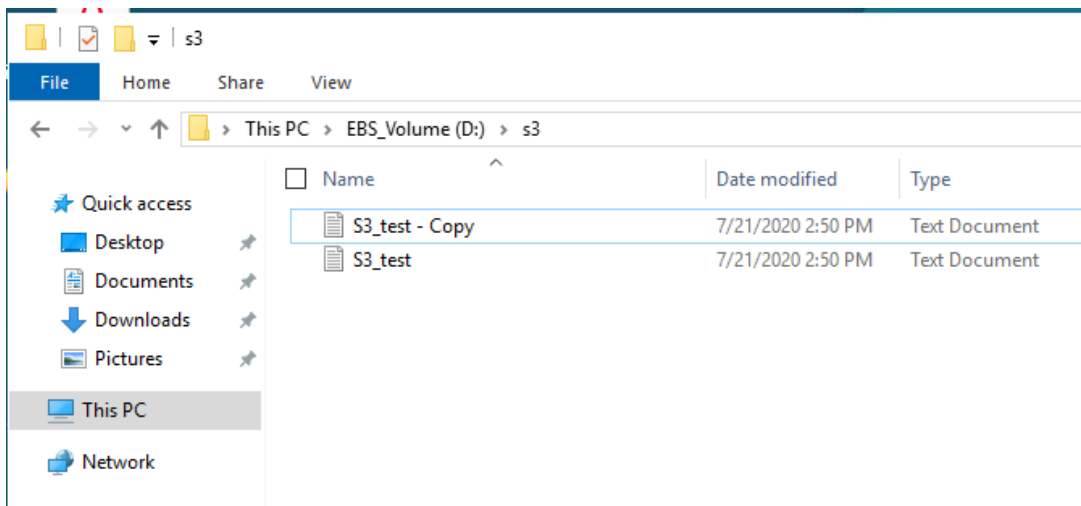 s3
File Home Share View
This PC > EBS_Volume (D:) > s3
Name Date modified Type
Quick access
S3_test - Copy 7/21/2020 2:50 PM Text Document
Desktop
S3_test 7/21/2020 2:50 PM Text Document
Documents
Downloads
Pictures
This PC
Network